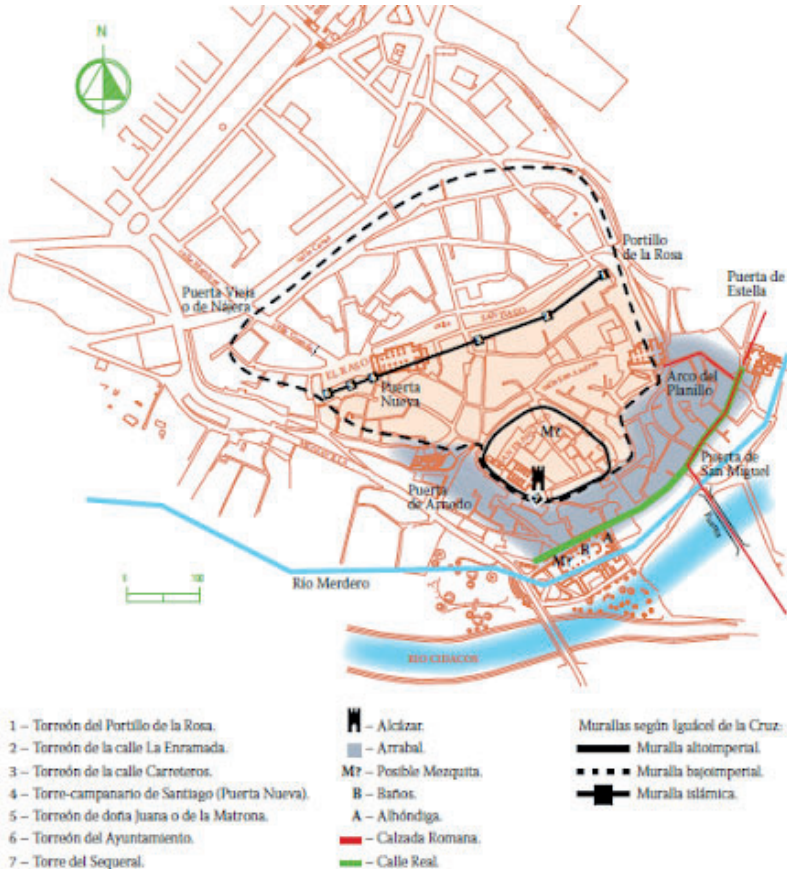 N
Portillo
de la Rosa
Puerta de
Estella
Puerta Vieja
o de Nájera
EL RASO
SANTIAGO
Puerta
Nueva
Arco del
Planillo
M?
Puerta de
San Miguel
Puerta
de Arnedo
Puente
M?
B
A
Río Merdero
0
100
RÍO CIDACOS
1 – Torreón del Portillo de la Rosa.
2 – Torreón de la calle La Enramada.
3 – Torreón de la calle Carreteros.
4 – Torre-campanario de Santiago (Puerta Nueva).
5 – Torreón de doña Juana o de la Matrona.
6 – Torreón del Ayuntamiento.
7 – Torre del Sequeral.
– Alcázar.
– Arrabal.
M? – Posible Mezquita.
B – Baños.
A – Alhóndiga.
– Calzada Romana.
– Calle Real.
Murallas según Iguácel de la Cruz:
Muralla altoimperial.
Muralla bajoimperial.
Muralla islámica.